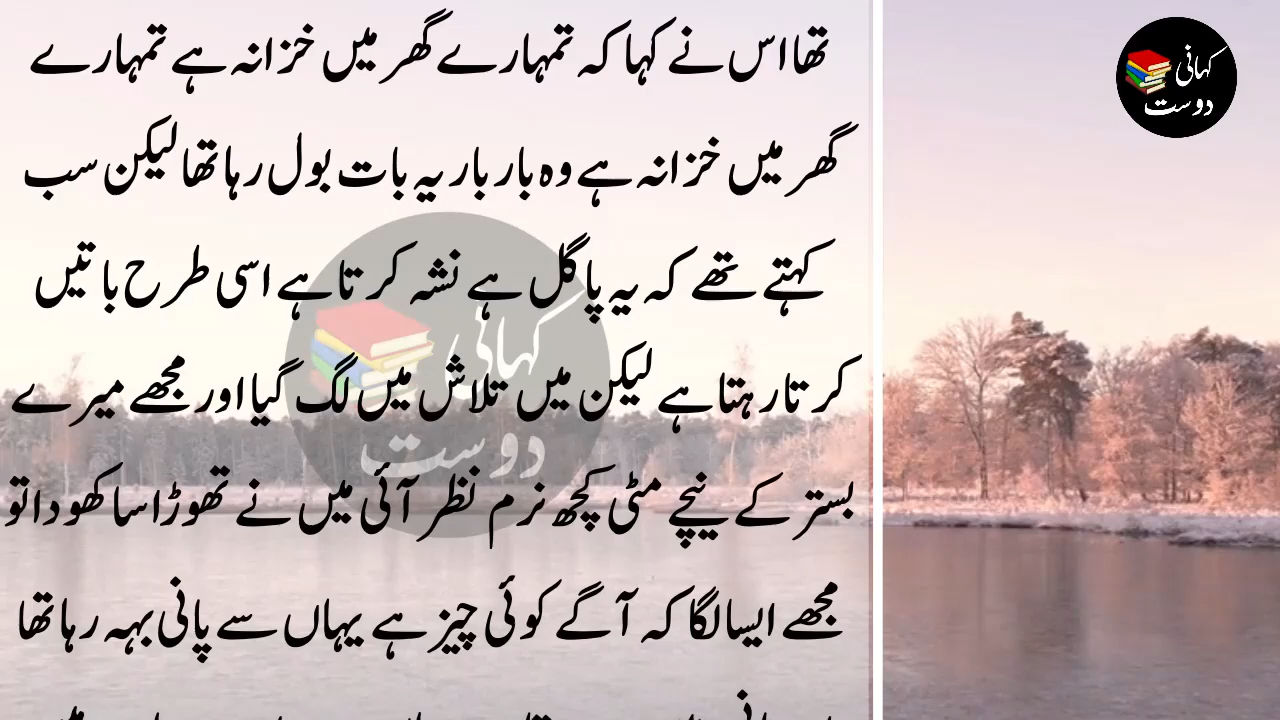 تھا اس نے کہا کہ تمہارے گھر میں خزانہ ہے تمہارے
گھر میں خزانہ ہے وہ بار بار یہ بات بول رہا تھا لیکن سب
کہتے تھے کہ یہ پاگل ہے نشہ کرتا ہے اسی طرح باتیں
کرتا رہتا ہے لیکن میں تلاش میں لگ گیا اور مجھے میرے
بستر کے نیچے مٹی کچھ نرم نظر آئی میں نے تھوڑا سا کھودا تو
مجھے ایسا لگا کہ آگے کوئی چیز ہے یہاں سے پانی بہہ رہا تھا
کہانی
دوست
کہانی
دوست